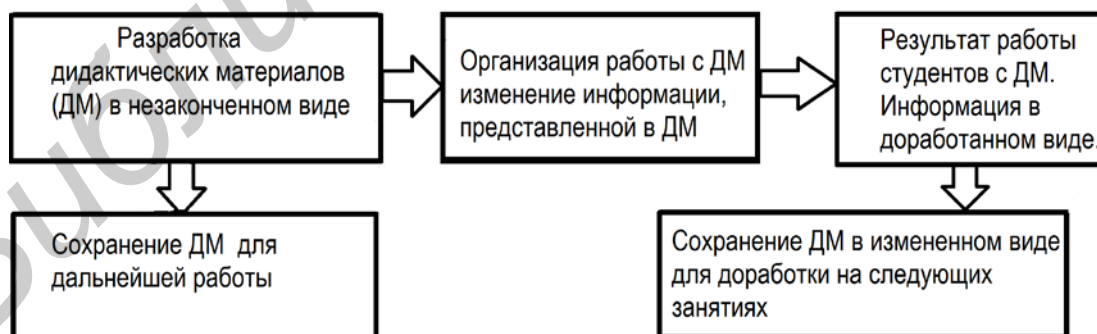 Разработка
дидактических материалов
(ДМ) в незаконченном виде
Организация работы с ДМ
изменение информации,
представленной в ДМ
Результат работы
студентов с ДМ.
Информация в
доработанном виде.
Сохранение ДМ для
дальнейшей работы
Сохранение ДМ в измененном виде
для доработки на следующих
занятиях